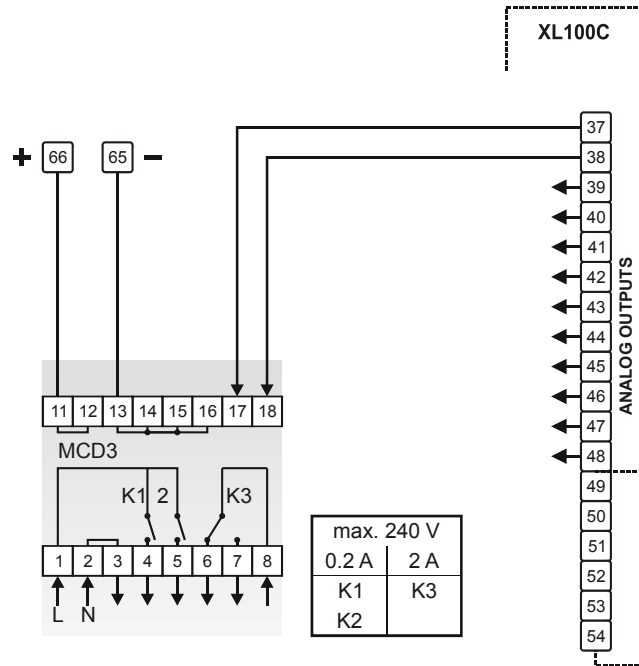 XL100C
37
+ 66 65 −
38
39
40
41
42
43
44
45
46
47
48
ANALOG OUTPUTS
11 12 13 14 15 16 17 18
MCD3
K1 2 K3
1 2 3 4 5 6 7 8
L N
max. 240 V
0.2 A 2 A
K1 K3
K2
49
50
51
52
53
54